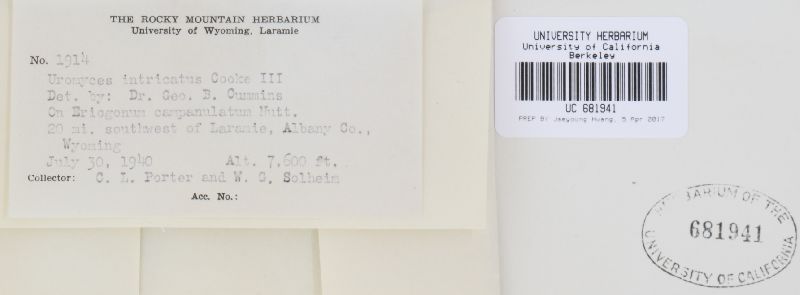 THE ROCKY MOUNTAIN HERBARIUM
University of Wyoming, Laramie
No. 1914
Uromyces intricatus Cooke III
Det. by: Dr. Geo. B. Cummins
On Eriogonum campanulatum Nutt.
20 mi. southwest of Laramie, Albany Co.,
Wyoming
July 30, 1940 Alt. 7,600 ft.
Collector: C. L. Porter and W. G. Solheim
Acc. No.:
UNIVERSITY HERBARIUM
University of California
Berkeley
UC 681941
PREP BY Jaeyoung Hwang, 5 Apr 2017
HERBARIUM OF THE
681941
UNIVERSITY OF CALIFORNIA